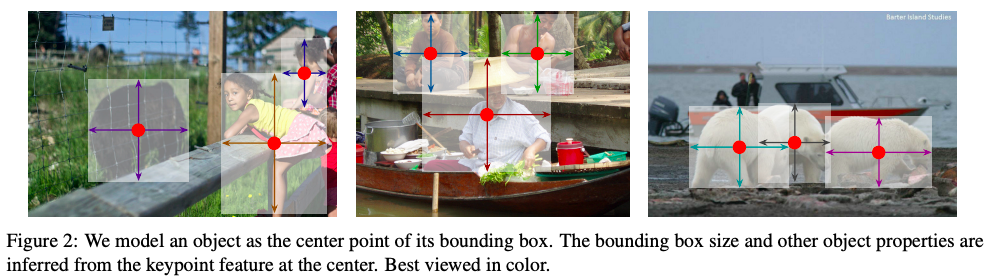 Barter Island Studies
Figure 2: We model an object as the center point of its bounding box. The bounding box size and other object properties are
inferred from the keypoint feature at the center. Best viewed in color.